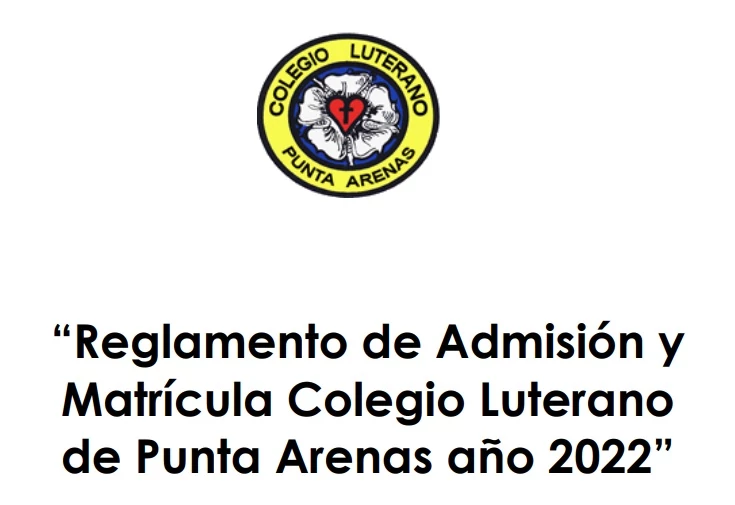 COLEGIO LUTERANO
PUNTA ARENAS
“Reglamento de Admisión y
Matrícula Colegio Luterano
de Punta Arenas año 2022”